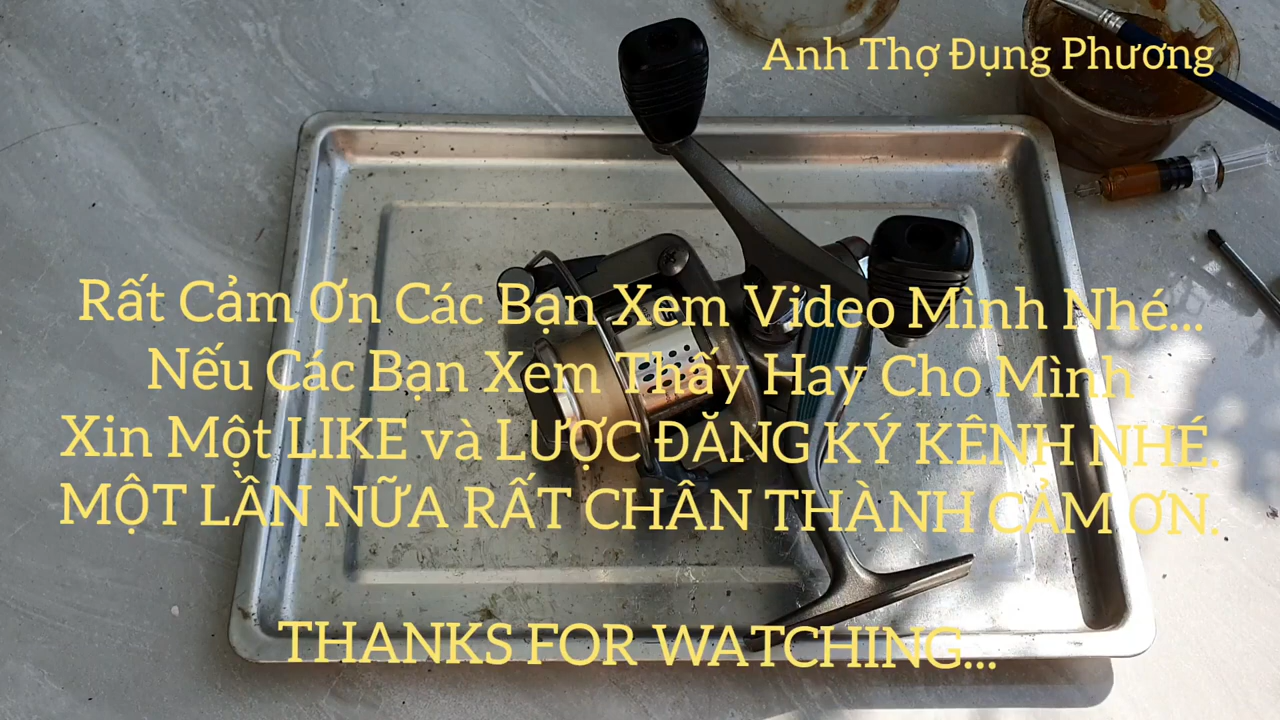 Anh Thợ Đụng Phương
Rất Cảm Ơn Các Bạn Xem Video Mình Nhé...
Nếu Các Bạn Xem Thấy Hay Cho Mình
Xin Một LIKE và LƯỢC ĐĂNG KÝ KÊNH NHÉ.
MỘT LẦN NỮA RẤT CHÂN THÀNH CẢM ƠN.
THANKS FOR WATCHING...